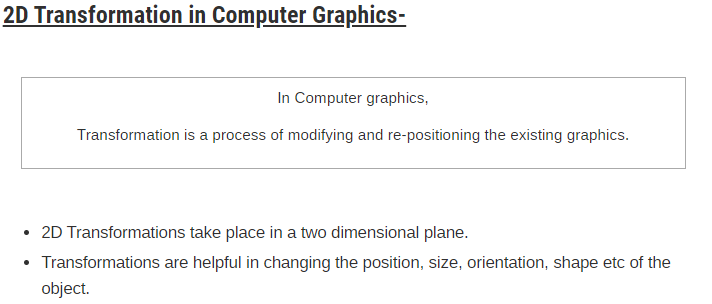 2D Transformation in Computer Graphics-
In Computer graphics,
Transformation is a process of modifying and re-positioning the existing graphics.
2D Transformations take place in a two dimensional plane.
Transformations are helpful in changing the position, size, orientation, shape etc of the
object.